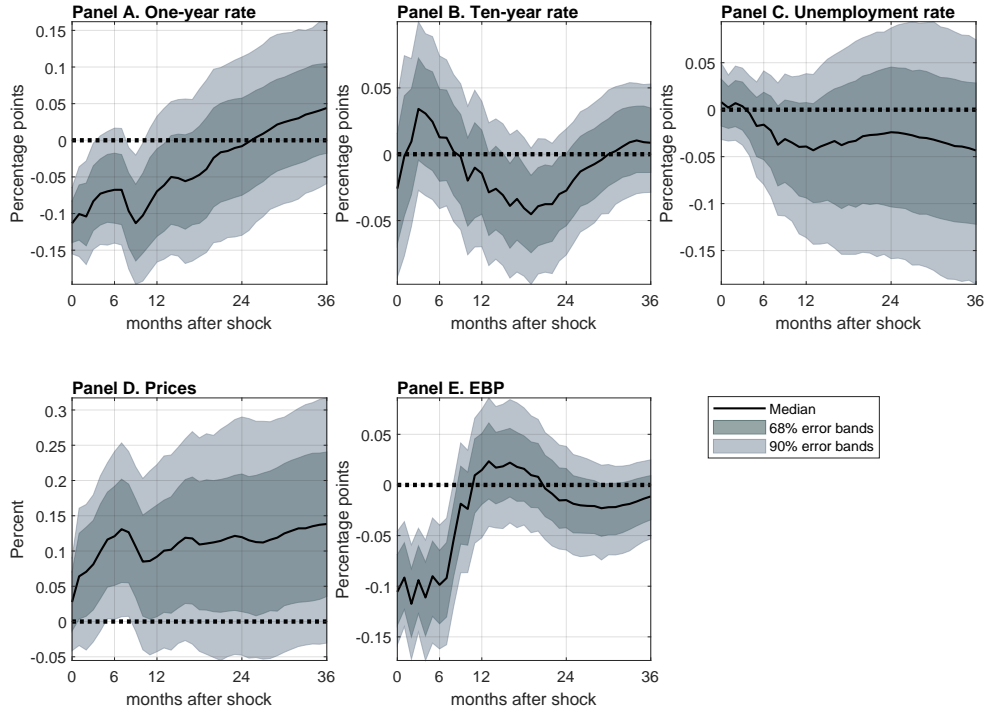 Panel A. One-year rate
Percentage points
0.15
0.1
0.05
0
-0.05
-0.1
-0.15
0 6 12 24 36
months after shock
Panel B. Ten-year rate
Percentage points
0.05
0
-0.05
0 6 12 24 36
months after shock
Panel C. Unemployment rate
Percentage points
0.05
0
-0.05
-0.1
-0.15
0 6 12 24 36
months after shock
Panel D. Prices
Percent
0.3
0.25
0.2
0.15
0.1
0.05
0
-0.05
0 6 12 24 36
months after shock
Panel E. EBP
Percentage points
0.05
0
-0.05
-0.1
-0.15
0 6 12 24 36
months after shock
Median
68% error bands
90% error bands